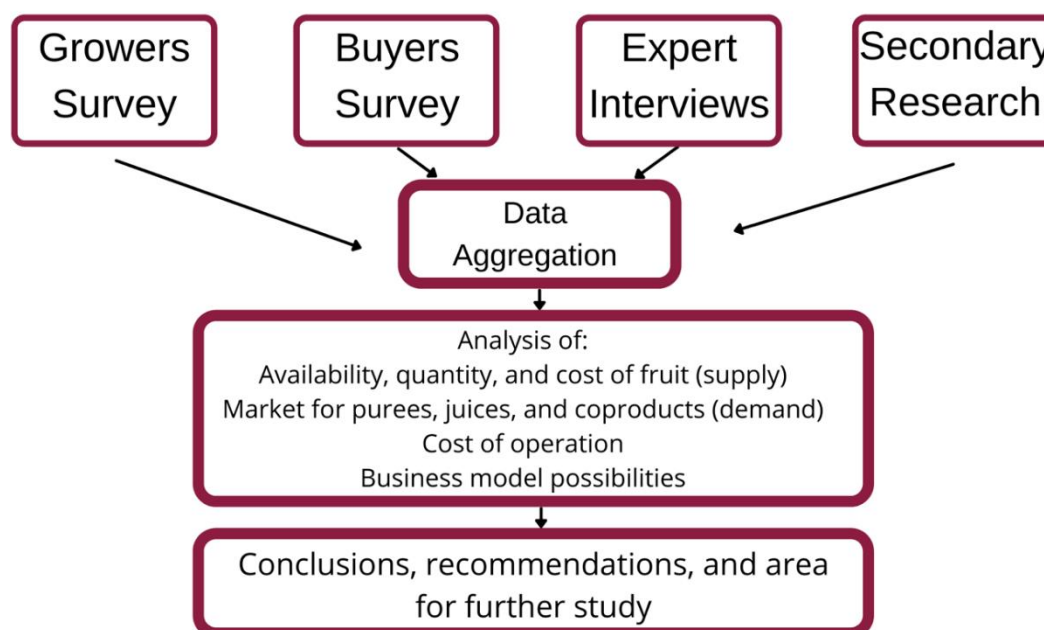 Growers
Survey
Buyers
Survey
Expert
Interviews
Secondary
Research
Data
Aggregation
Analysis of:
Availability, quantity, and cost of fruit (supply)
Market for purees, juices, and coproducts (demand)
Cost of operation
Business model possibilities
Conclusions, recommendations, and area
for further study